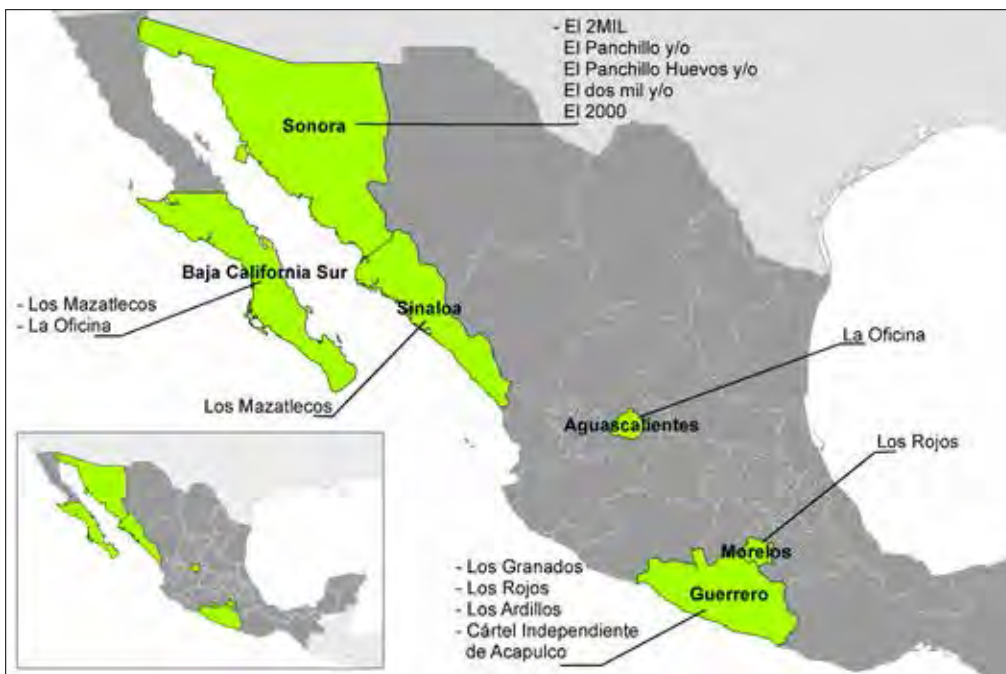 - El 2MIL
El Panchillo y/o
El Panchillo Huevos y/o
El dos mil y/o
El 2000
Sonora
Baja California Sur
- Los Mazatlecos
- La Oficina
Sinaloa
Los Mazatlecos
La Oficina
Aguascalientes
Los Rojos
Morelos
- Los Granados
- Los Rojos
- Los Ardillos
- Cártel Independiente
de Acapulco
Guerrero